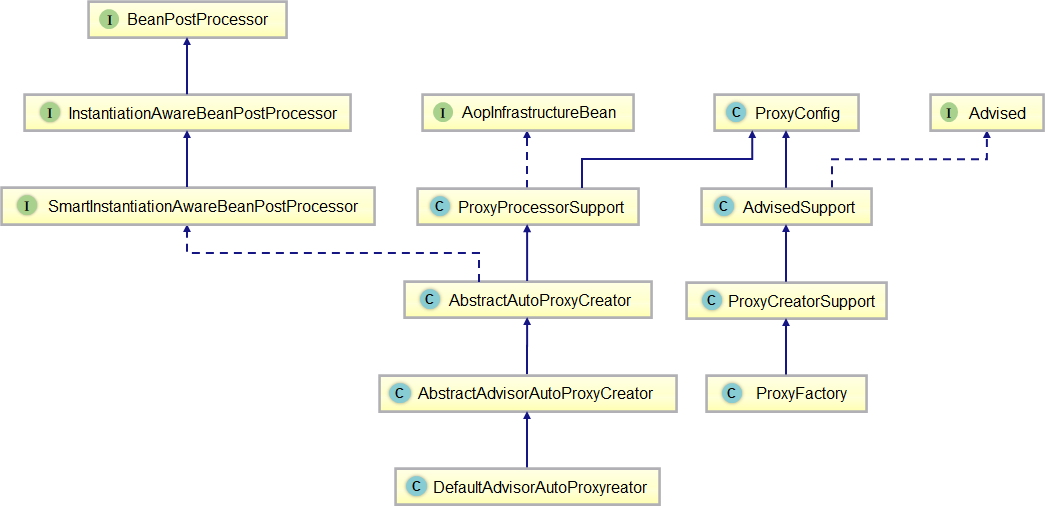 I BeanPostProcessor
I InstantiationAwareBeanPostProcessor
I AopInfrastructureBean
C ProxyConfig
I Advised
I SmartInstantiationAwareBeanPostProcessor
C ProxyProcessorSupport
C AdvisedSupport
C AbstractAutoProxyCreator
C ProxyCreatorSupport
C AbstractAdvisorAutoProxyCreator
C ProxyFactory
C DefaultAdvisorAutoProxyreator